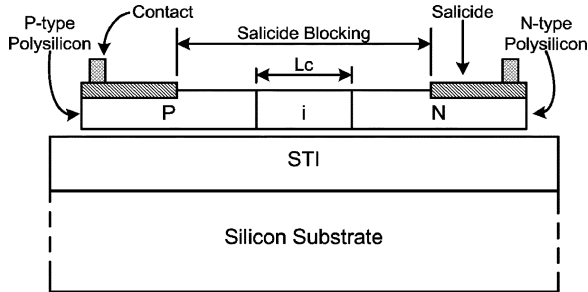 P-type
Polysilicon
Contact
Salicide Blocking
Salicide
N-type
Polysilicon
Lc
P
i
N
STI
Silicon Substrate